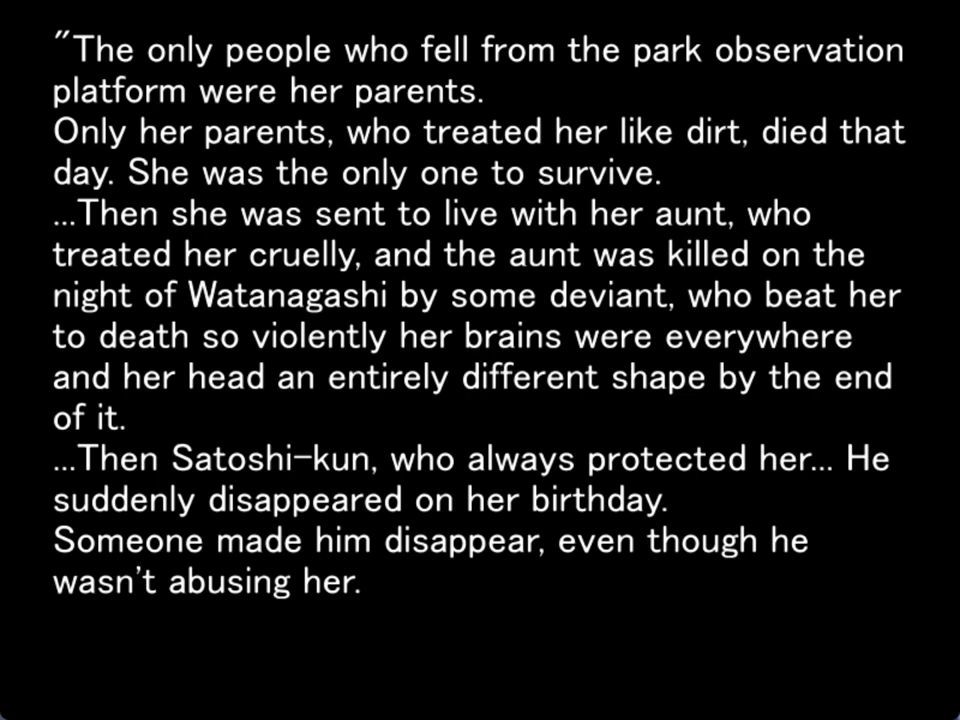 "The only people who fell from the park observation
platform were her parents.
Only her parents, who treated her like dirt, died that
day. She was the only one to survive.
...Then she was sent to live with her aunt, who
treated her cruelly, and the aunt was killed on the
night of Watanagashi by some deviant, who beat her
to death so violently her brains were everywhere
and her head an entirely different shape by the end
of it.
...Then Satoshi-kun, who always protected her... He
suddenly disappeared on her birthday.
Someone made him disappear, even though he
wasn't abusing her.